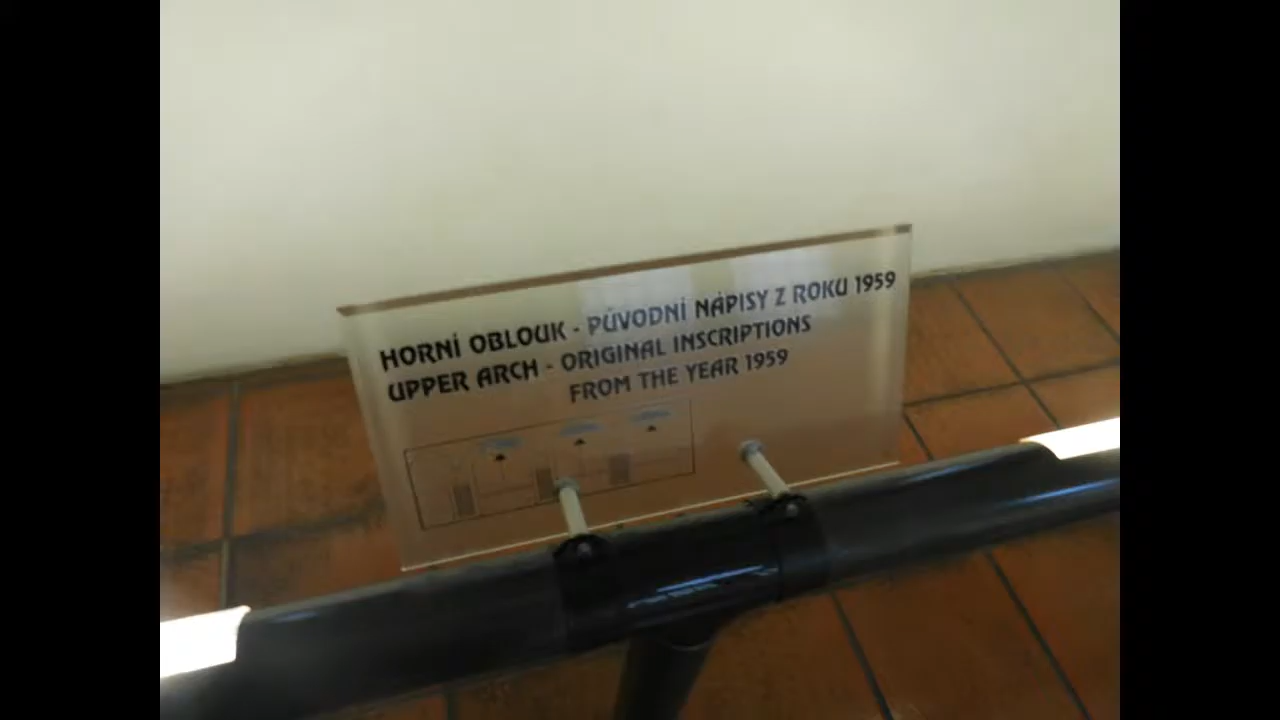 HORNÍ OBLOUK - PŮVODNÍ NÁPISY Z ROKU 1959
UPPER ARCH - ORIGINAL INSCRIPTIONS
FROM THE YEAR 1959